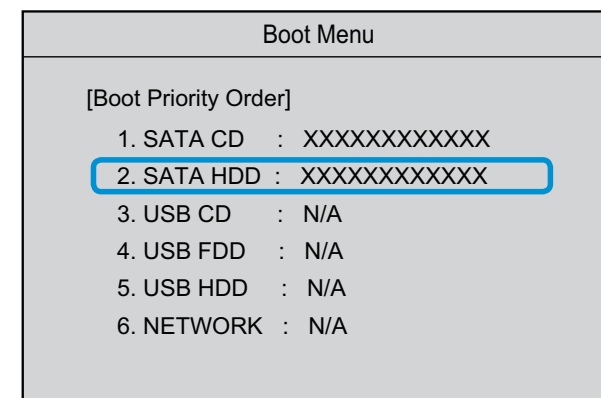 Boot Menu
[Boot Priority Order]
1. SATA CD : XXXXXXXXXXXX
2. SATA HDD : XXXXXXXXXXXX
3. USB CD : N/A
4. USB FDD : N/A
5. USB HDD : N/A
6. NETWORK : N/A